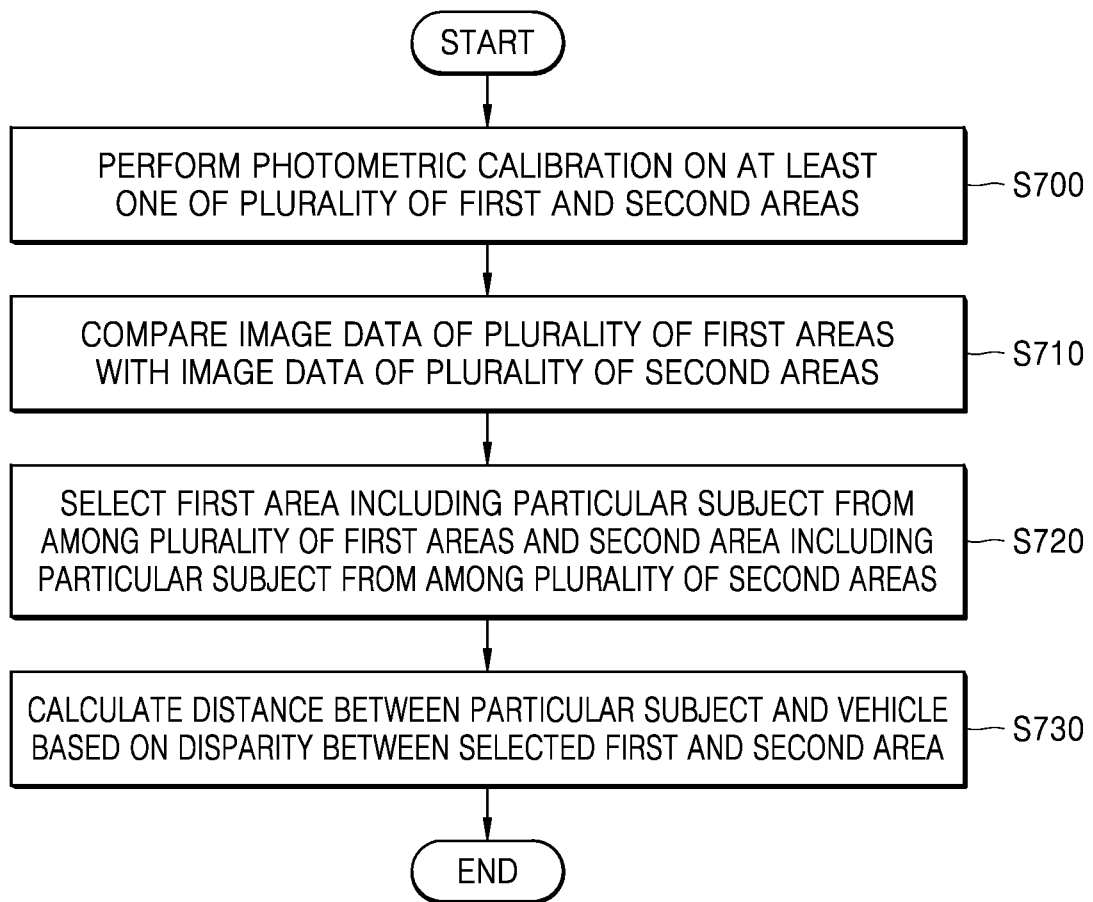 START
PERFORM PHOTOMETRIC CALIBRATION ON AT LEAST
ONE OF PLURALITY OF FIRST AND SECOND AREAS
S700
COMPARE IMAGE DATA OF PLURALITY OF FIRST AREAS
WITH IMAGE DATA OF PLURALITY OF SECOND AREAS
S710
SELECT FIRST AREA INCLUDING PARTICULAR SUBJECT FROM
AMONG PLURALITY OF FIRST AREAS AND SECOND AREA INCLUDING
PARTICULAR SUBJECT FROM AMONG PLURALITY OF SECOND AREAS
S720
CALCULATE DISTANCE BETWEEN PARTICULAR SUBJECT AND VEHICLE
BASED ON DISPARITY BETWEEN SELECTED FIRST AND SECOND AREA
S730
END